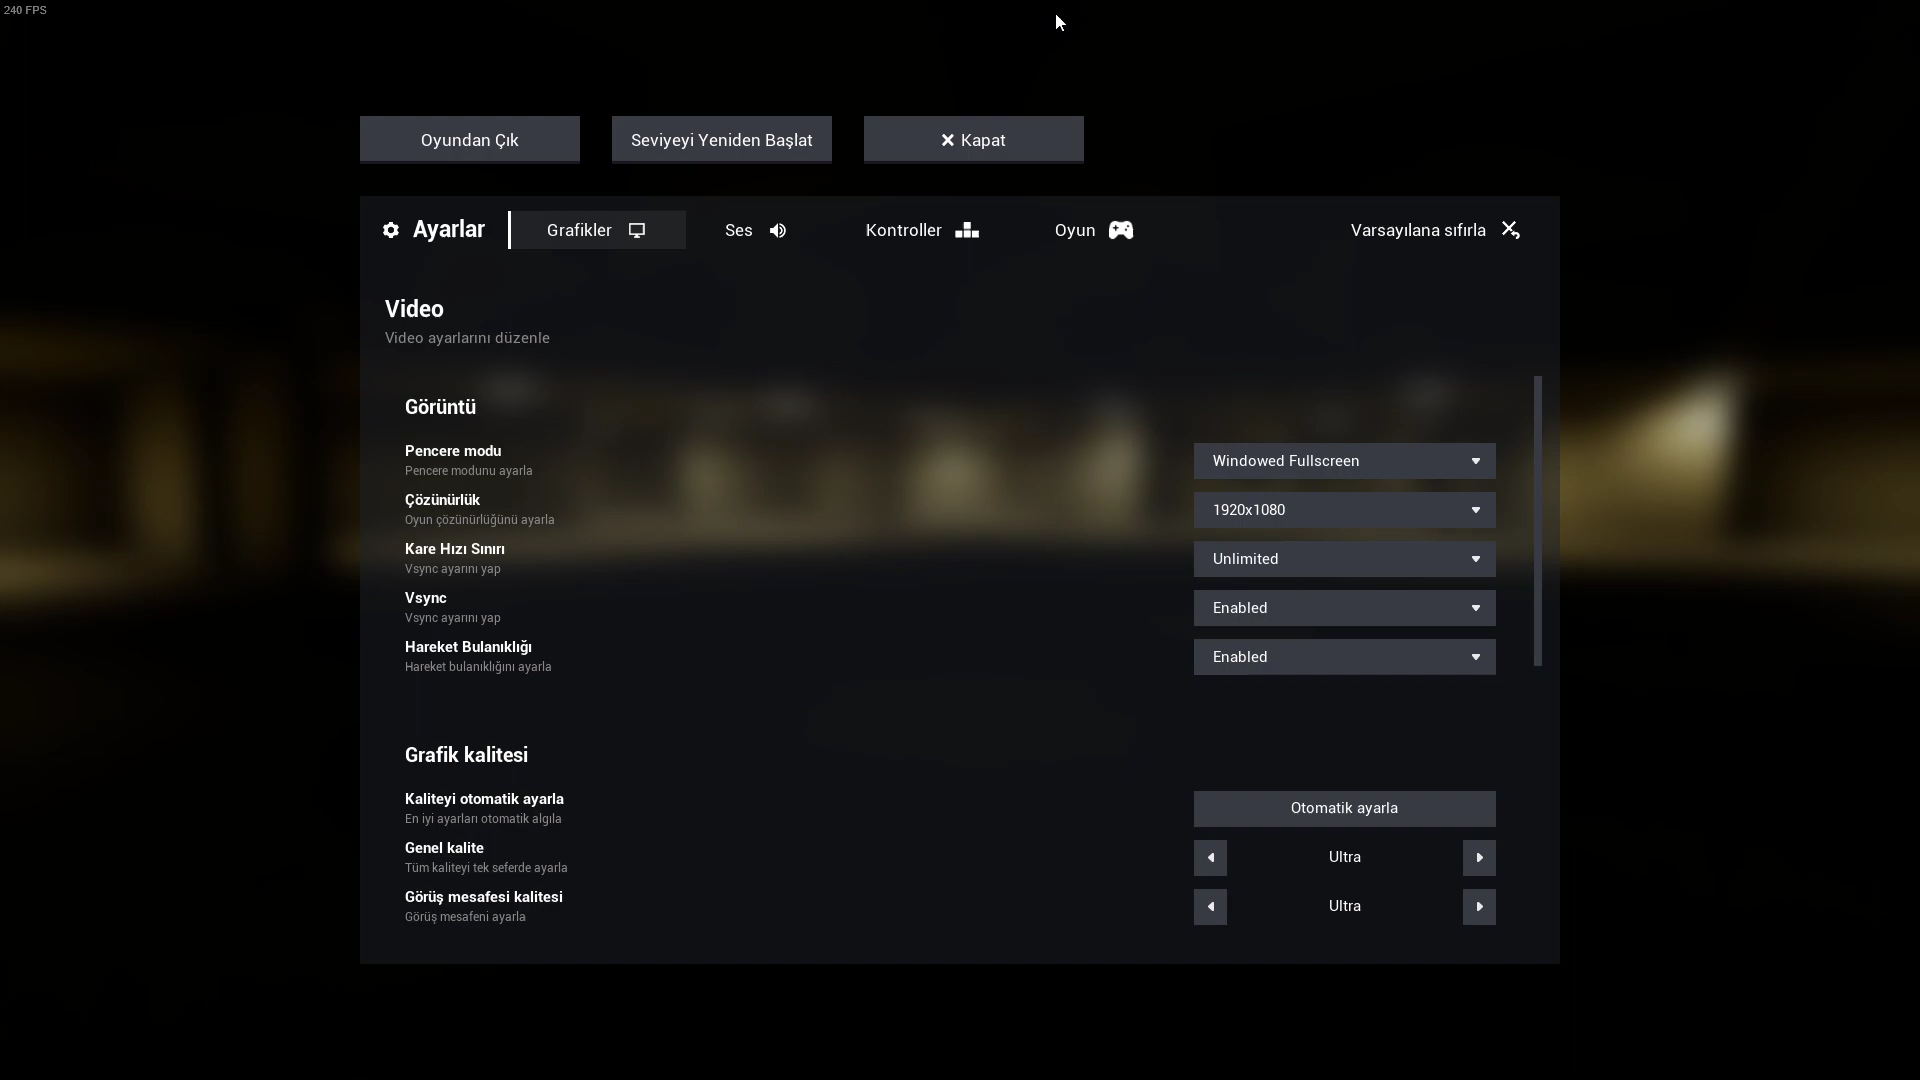 240 FPS
Oyundan Çık
Seviyeyi Yeniden Başlat
Kapat
Ayarlar
Grafikler
Ses
Kontroller
Oyun
Varsayılana sıfırla
Video
Video ayarlarını düzenle
Görüntü
Pencere modu
Pencere modunu ayarla
Windowed Fullscreen
Çözünürlük
Oyun çözünürlüğünü ayarla
1920x1080
Kare Hızı Sınırı
Vsync ayarını yap
Unlimited
Vsync
Vsync ayarını yap
Enabled
Hareket Bulanıklığı
Hareket bulanıklığını ayarla
Enabled
Grafik kalitesi
Kaliteyi otomatik ayarla
En iyi ayarları otomatik algıla
Otomatik ayarla
Genel kalite
Tüm kaliteyi tek seferde ayarla
Ultra
Görüş mesafesi kalitesi
Görüş mesafeni ayarla
Ultra